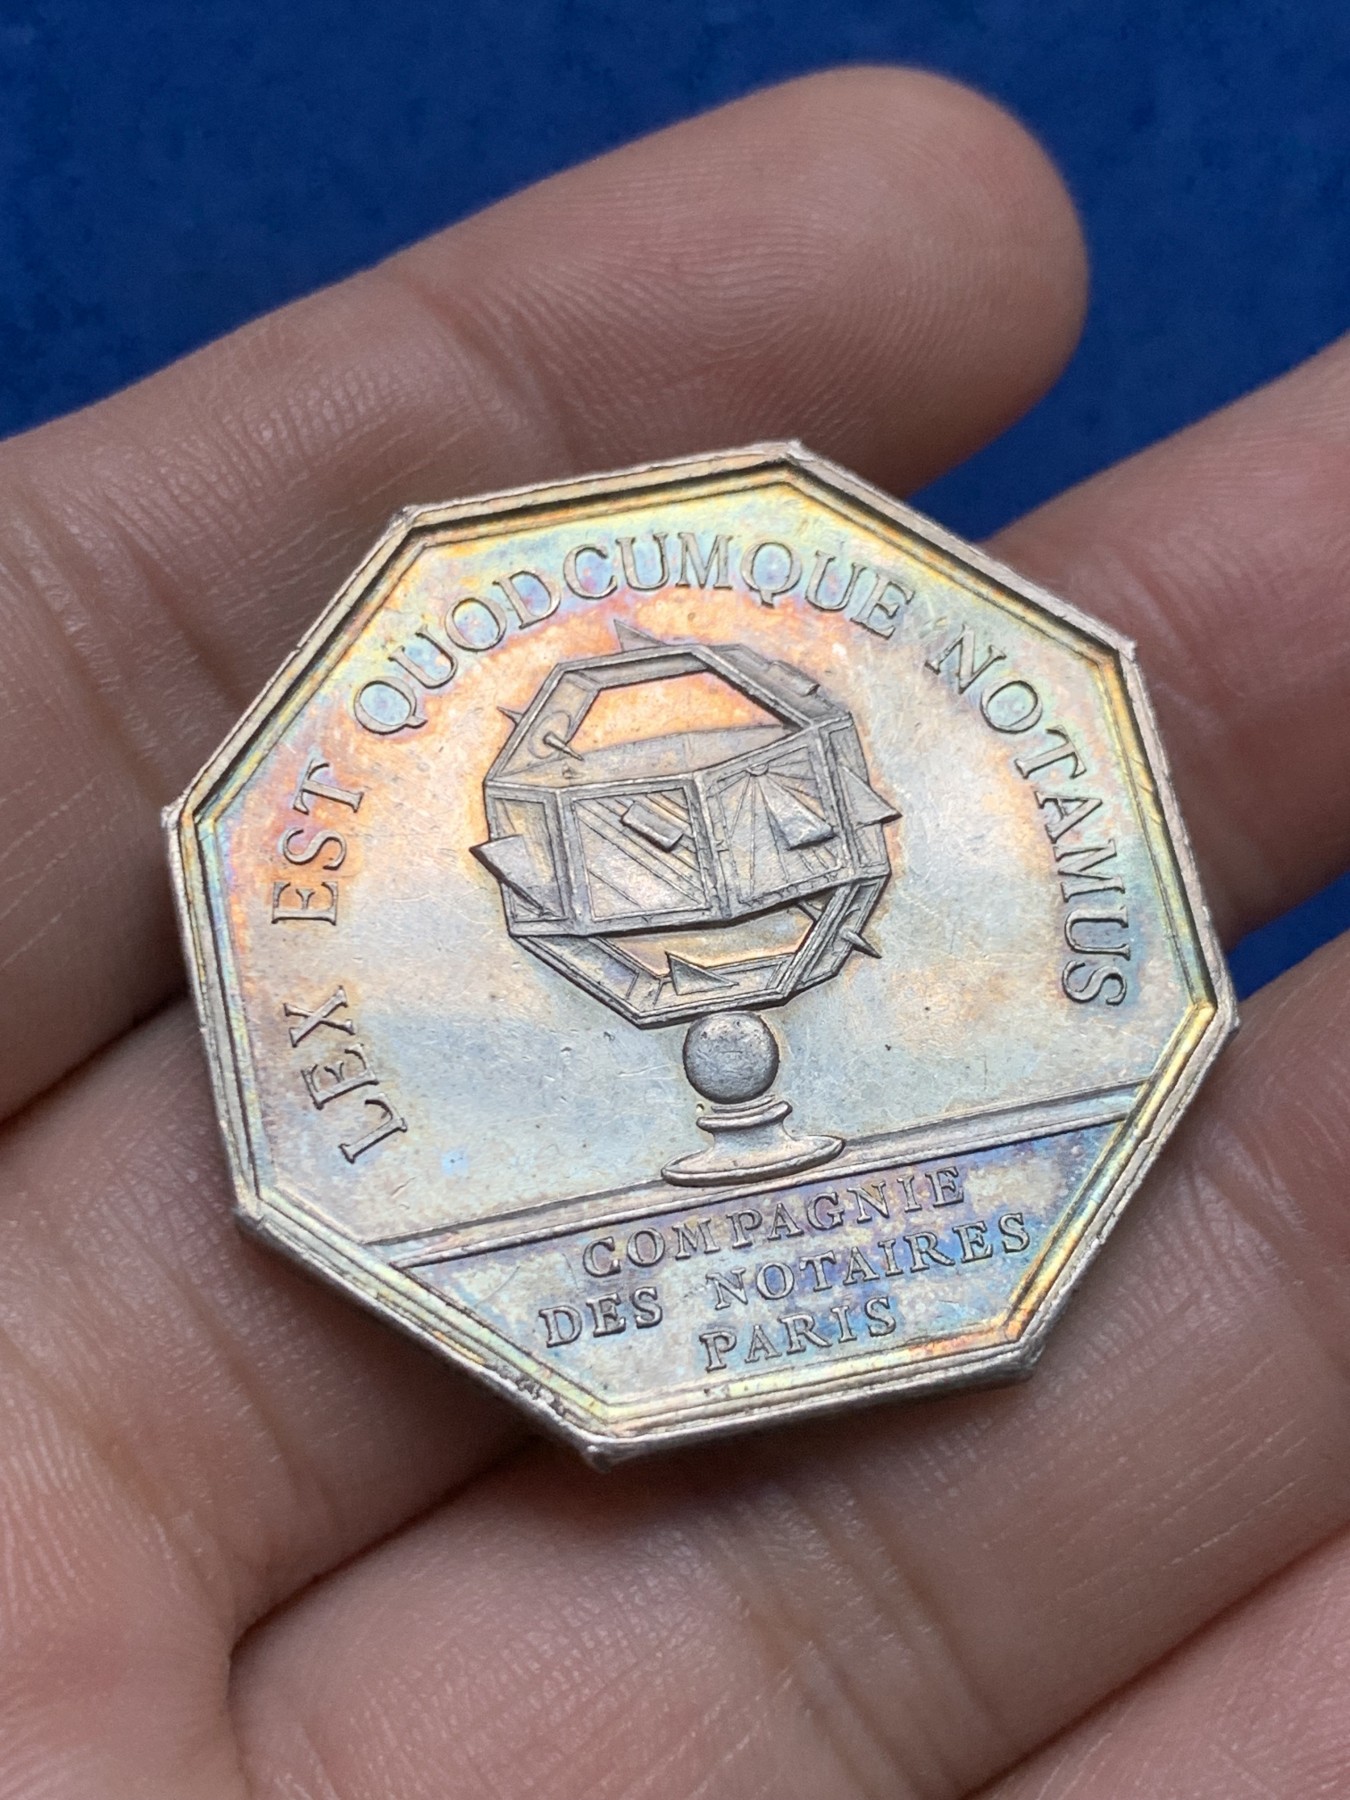 LEX EST QUODCUMQUE NOTAMUS
COMPAGNIE
DES NOTAIRES
PARIS